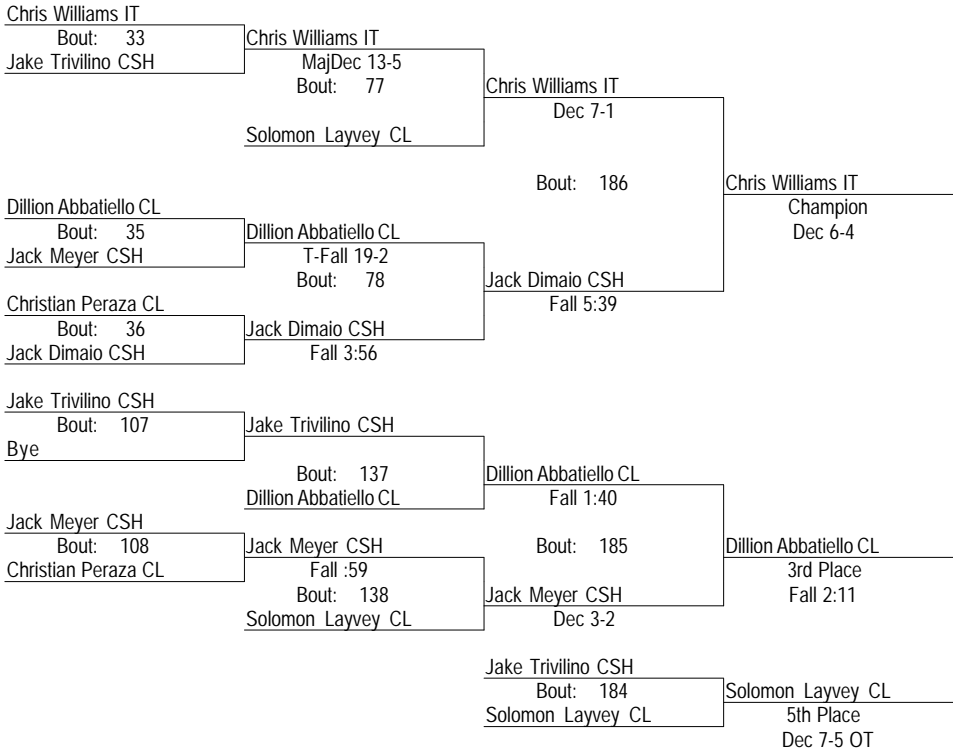 Chris Williams IT
Bout: 33
Jake Trivilino CSH
Chris Williams IT
MajDec 13-5
Bout: 77
Solomon Layvey CL
Chris Williams IT
Dec 7-1
Bout: 186
Chris Williams IT
Champion
Dec 6-4
Dillion Abbatiello CL
Bout: 35
Jack Meyer CSH
Dillion Abbatiello CL
T-Fall 19-2
Bout: 78
Jack Dimaio CSH
Fall 5:39
Christian Peraza CL
Bout: 36
Jack Dimaio CSH
Jack Dimaio CSH
Fall 3:56
Jake Trivilino CSH
Bout: 107
Bye
Jake Trivilino CSH
Bout: 137
Dillion Abbatiello CL
Dillion Abbatiello CL
Fall 1:40
Bout: 185
Dillion Abbatiello CL
3rd Place
Fall 2:11
Jack Meyer CSH
Bout: 108
Christian Peraza CL
Jack Meyer CSH
Fall :59
Bout: 138
Solomon Layvey CL
Jack Meyer CSH
Dec 3-2
Jake Trivilino CSH
Bout: 184
Solomon Layvey CL
Solomon Layvey CL
5th Place
Dec 7-5 OT